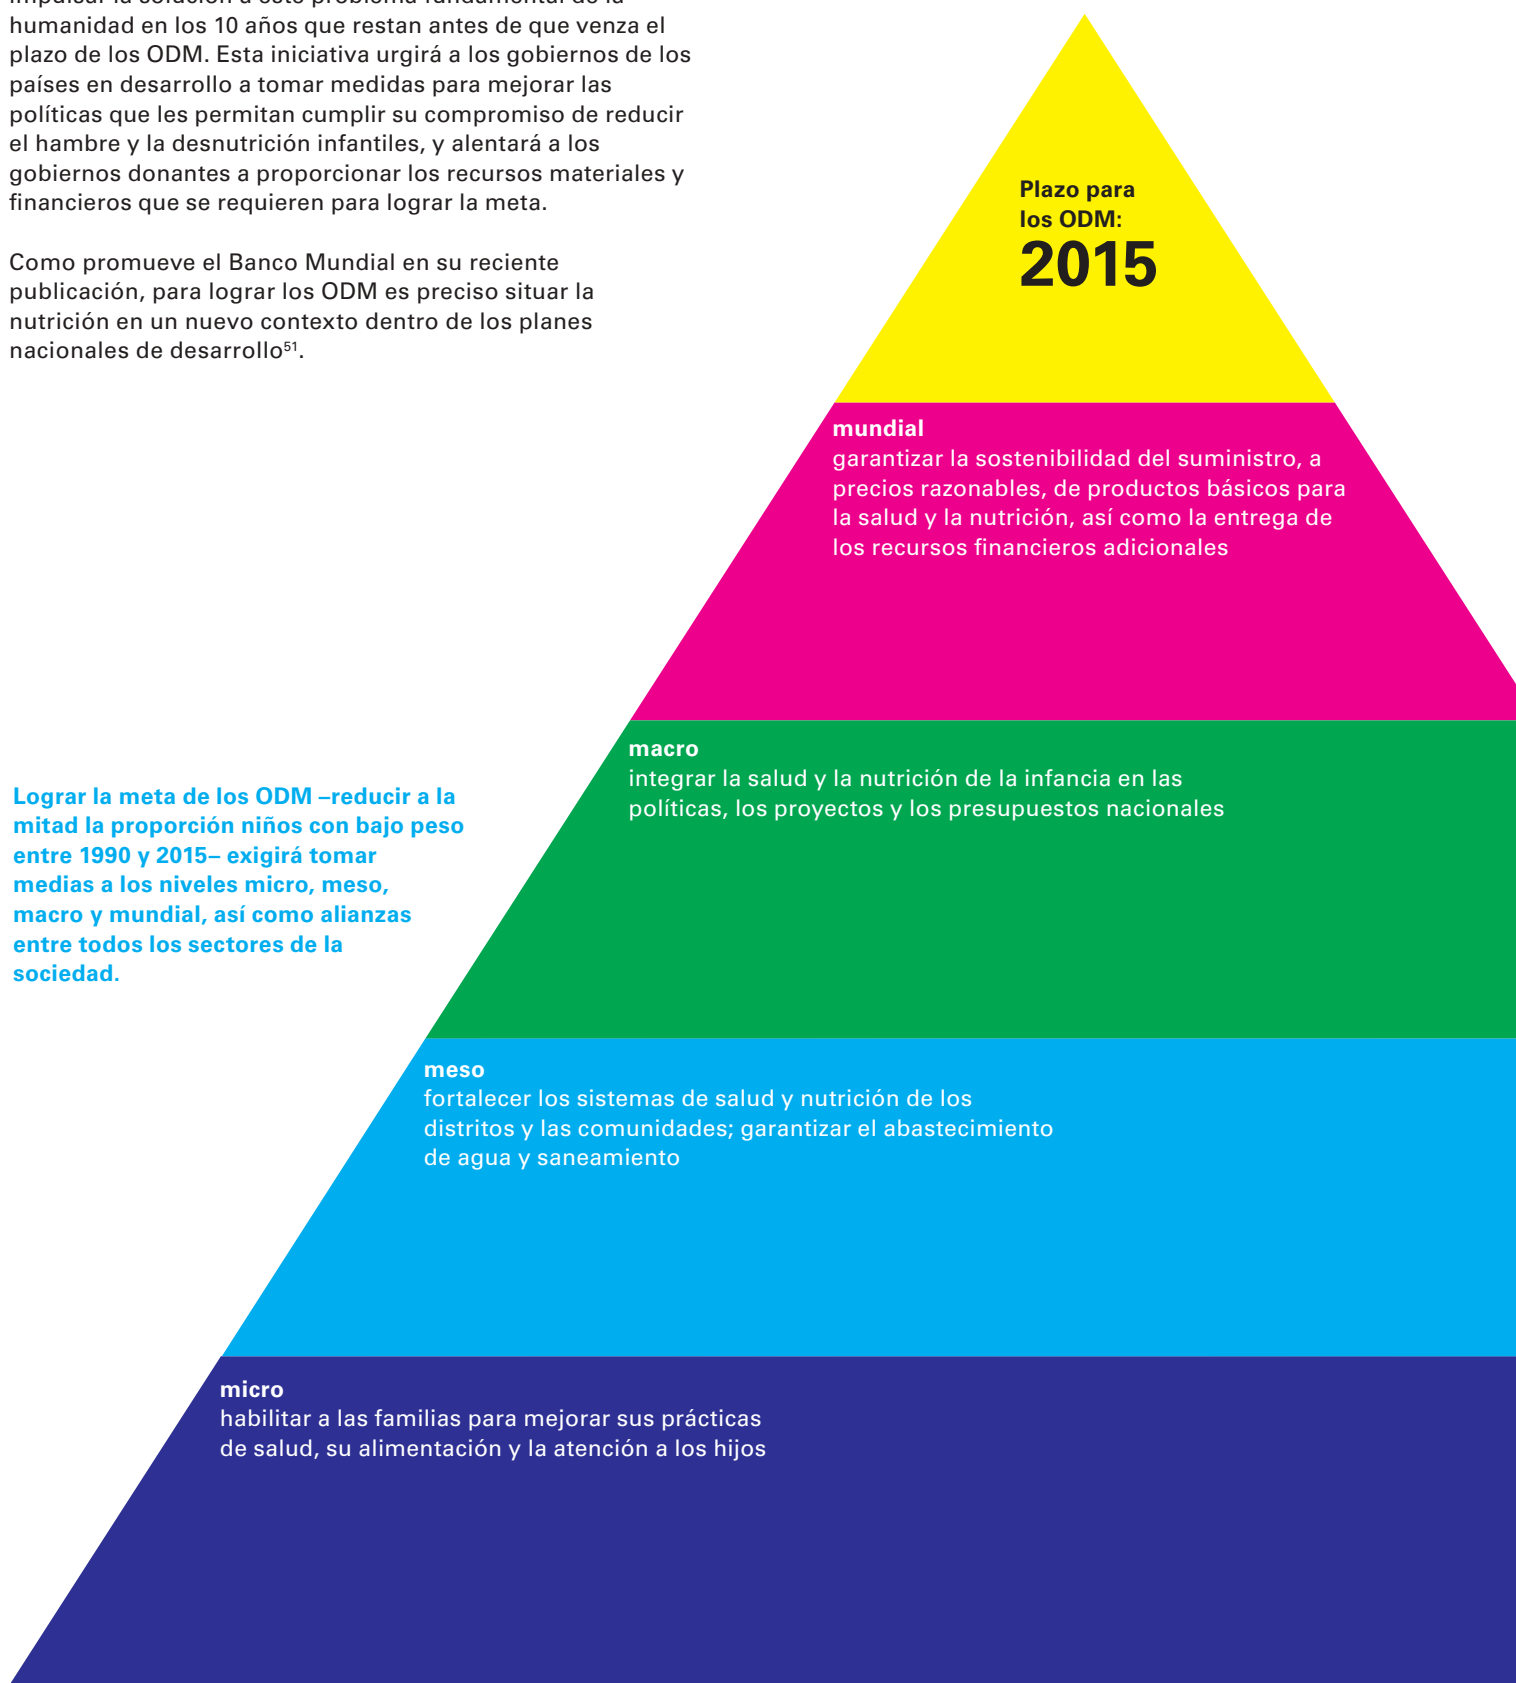 impulsar la solución a este problema fundamental de la
humanidad en los 10 años que restan antes de que venza el
plazo de los ODM. Esta iniciativa urgirá a los gobiernos de los
países en desarrollo a tomar medidas para mejorar las
políticas que les permitan cumplir su compromiso de reducir
el hambre y la desnutrición infantiles, y alentará a los
gobiernos donantes a proporcionar los recursos materiales y
financieros que se requieren para lograr la meta.
Como promueve el Banco Mundial en su reciente
publicación, para lograr los ODM es preciso situar la
nutrición en un nuevo contexto dentro de los planes
nacionales de desarrollo⁵¹.
Plazo para
los ODM:
2015
mundial
garantizar la sostenibilidad del suministro, a
precios razonables, de productos básicos para
la salud y la nutrición, así como la entrega de
los recursos financieros adicionales
macro
integrar la salud y la nutrición de la infancia en las
políticas, los proyectos y los presupuestos nacionales
Lograr la meta de los ODM –reducir a la
mitad la proporción niños con bajo peso
entre 1990 y 2015– exigirá tomar
medias a los niveles micro, meso,
macro y mundial, así como alianzas
entre todos los sectores de la
sociedad.
meso
fortalecer los sistemas de salud y nutrición de los
distritos y las comunidades; garantizar el abastecimiento
de agua y saneamiento
micro
habilitar a las familias para mejorar sus prácticas
de salud, su alimentación y la atención a los hijos